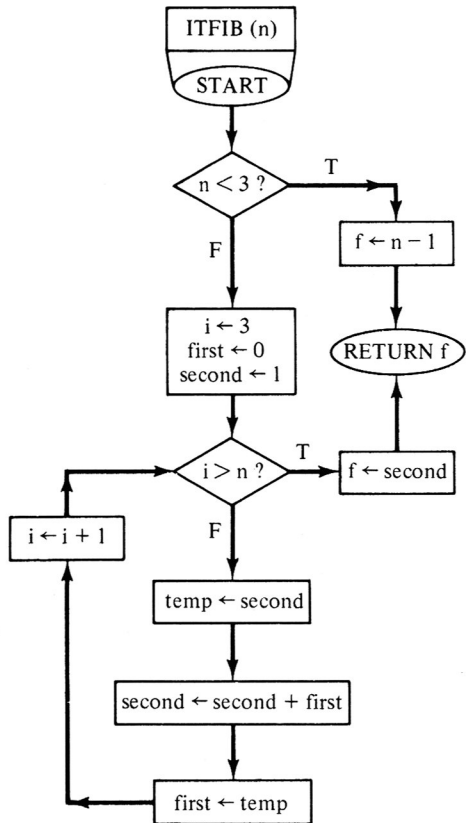 ITFIB (n)
START
n < 3 ?
T
F
f ← n − 1
i ← 3
first ← 0
second ← 1
RETURN f
i > n ?
T
f ← second
F
i ← i + 1
temp ← second
second ← second + first
first ← temp